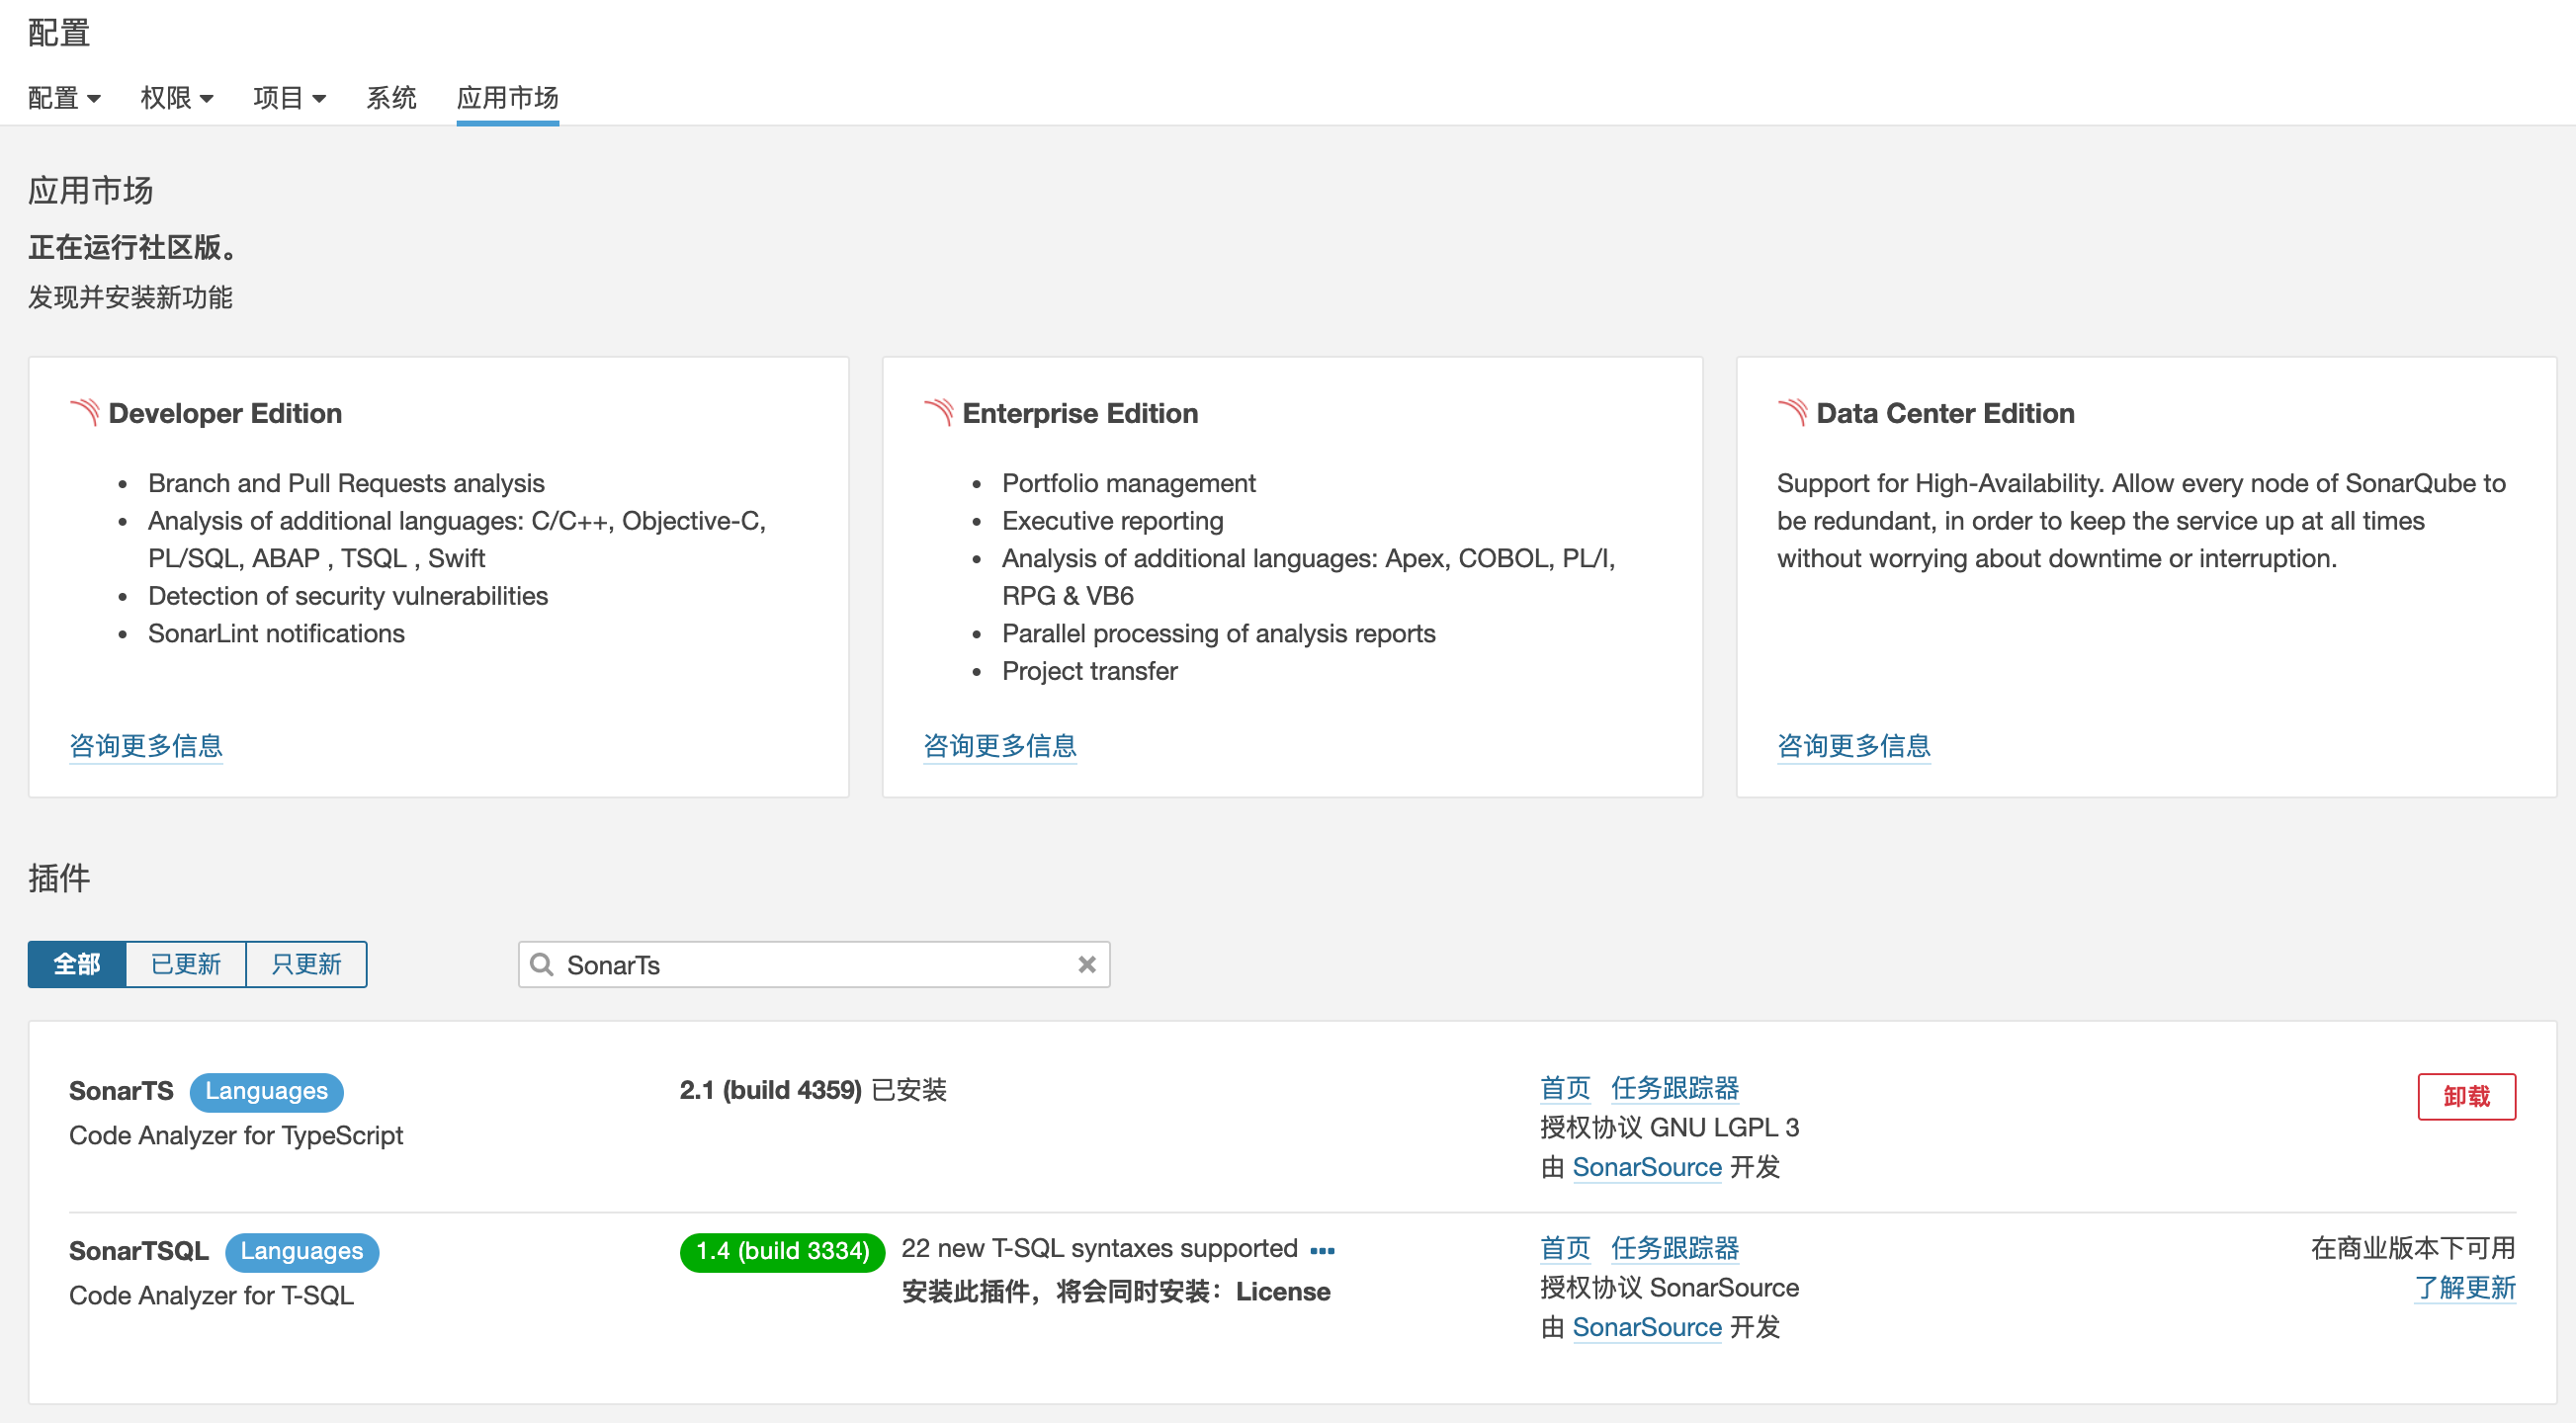 配置
配置 权限 项目 系统 应用市场
应用市场
正在运行社区版。
发现并安装新功能
Developer Edition
Branch and Pull Requests analysis
Analysis of additional languages: C/C++, Objective-C,
PL/SQL, ABAP , TSQL , Swift
Detection of security vulnerabilities
SonarLint notifications
咨询更多信息
Enterprise Edition
Portfolio management
Executive reporting
Analysis of additional languages: Apex, COBOL, PL/I,
RPG & VB6
Parallel processing of analysis reports
Project transfer
咨询更多信息
Data Center Edition
Support for High-Availability. Allow every node of SonarQube to
be redundant, in order to keep the service up at all times
without worrying about downtime or interruption.
咨询更多信息
插件
全部 已更新 只更新 SonarTs
SonarTS Languages
Code Analyzer for TypeScript
2.1 (build 4359) 已安装
首页 任务跟踪器
授权协议 GNU LGPL 3
由 SonarSource 开发
卸载
SonarTSQL Languages
Code Analyzer for T-SQL
1.4 (build 3334) 22 new T-SQL syntaxes supported
安装此插件，将会同时安装：License
首页 任务跟踪器
授权协议 SonarSource
由 SonarSource 开发
在商业版本下可用
了解更新